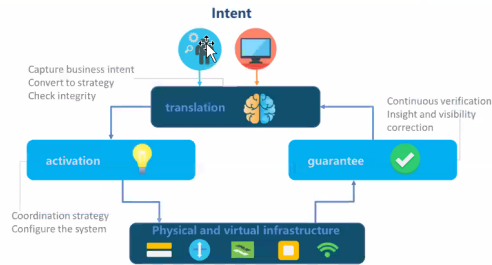 Intent
Capture business intent
Convert to strategy
Check integrity
translation
Continuous verification
Insight and visibility
correction
activation
guarantee
Coordination strategy
Configure the system
Physical and virtual infrastructure